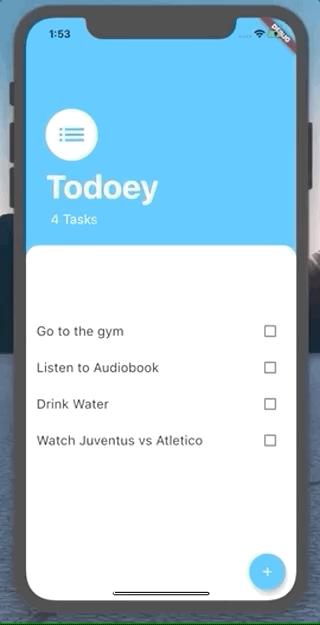 1:53
DEBUG
Todoey
4 Tasks
Go to the gym
Listen to Audiobook
Drink Water
Watch Juventus vs Atletico
+